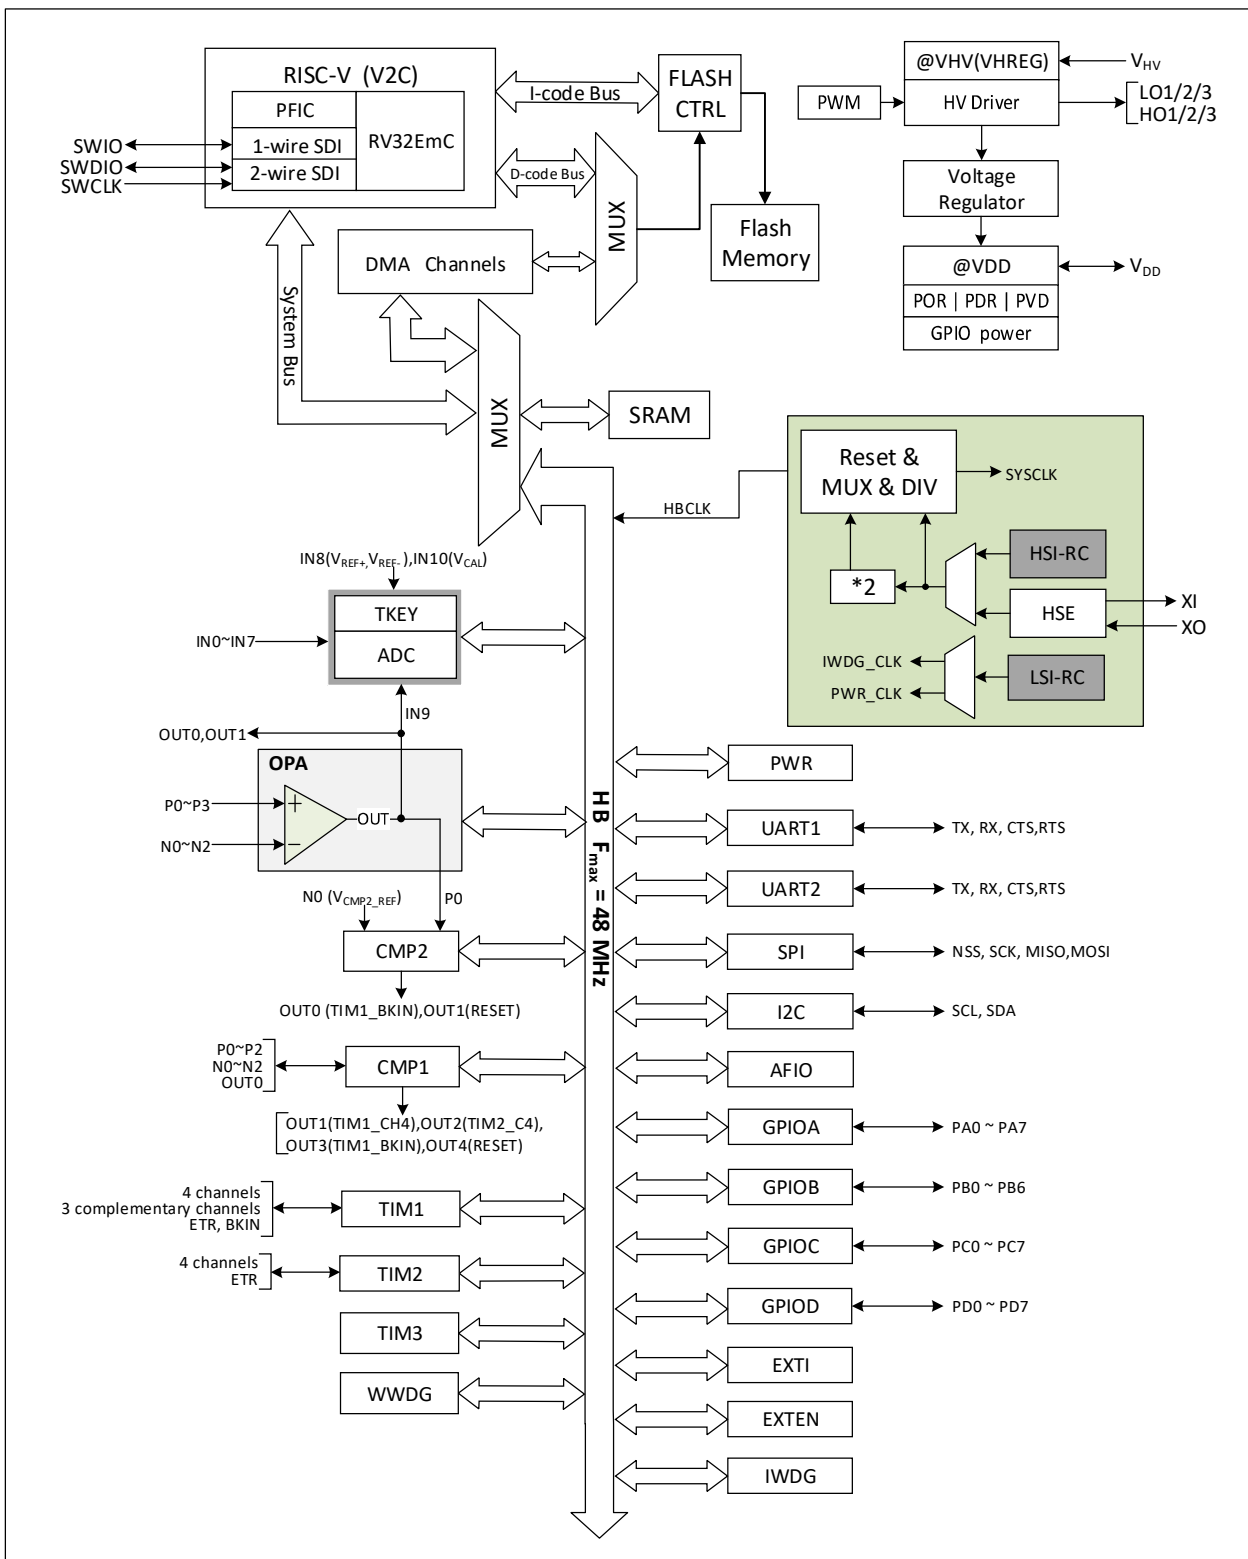 RISC-V (V2C)
PFIC
1-wire SDI
2-wire SDI
RV32EmC
SWIO
SWDIO
SWCLK
I-code Bus
D-code Bus
FLASH
CTRL
MUX
Flash
Memory
DMA Channels
System Bus
MUX
SRAM
PWM
@VHV(VHREG)
HV Driver
VHV
LO1/2/3
HO1/2/3
Voltage
Regulator
@VDD
POR | PDR | PVD
GPIO power
VDD
Reset &
MUX & DIV
SYSCLK
HBCLK
*2
HSI-RC
HSE
XI
XO
IWDG_CLK
PWR_CLK
LSI-RC
IN8(VREF+,VREF-),IN10(VCAL)
TKEY
ADC
IN0~IN7
IN9
OUT0,OUT1
OPA
P0~P3
+
OUT
N0~N2
−
N0 (VCMP2_REF)
P0
CMP2
OUT0 (TIM1_BKIN),OUT1(RESET)
P0~P2
N0~N2
OUT0
CMP1
OUT1(TIM1_CH4),OUT2(TIM2_C4),
OUT3(TIM1_BKIN),OUT4(RESET)
4 channels
3 complementary channels
ETR, BKIN
TIM1
4 channels
ETR
TIM2
TIM3
WWDG
HB Fmax = 48 MHz
PWR
UART1
TX, RX, CTS,RTS
UART2
TX, RX, CTS,RTS
SPI
NSS, SCK, MISO,MOSI
I2C
SCL, SDA
AFIO
GPIOA
PA0 ~ PA7
GPIOB
PB0 ~ PB6
GPIOC
PC0 ~ PC7
GPIOD
PD0 ~ PD7
EXTI
EXTEN
IWDG